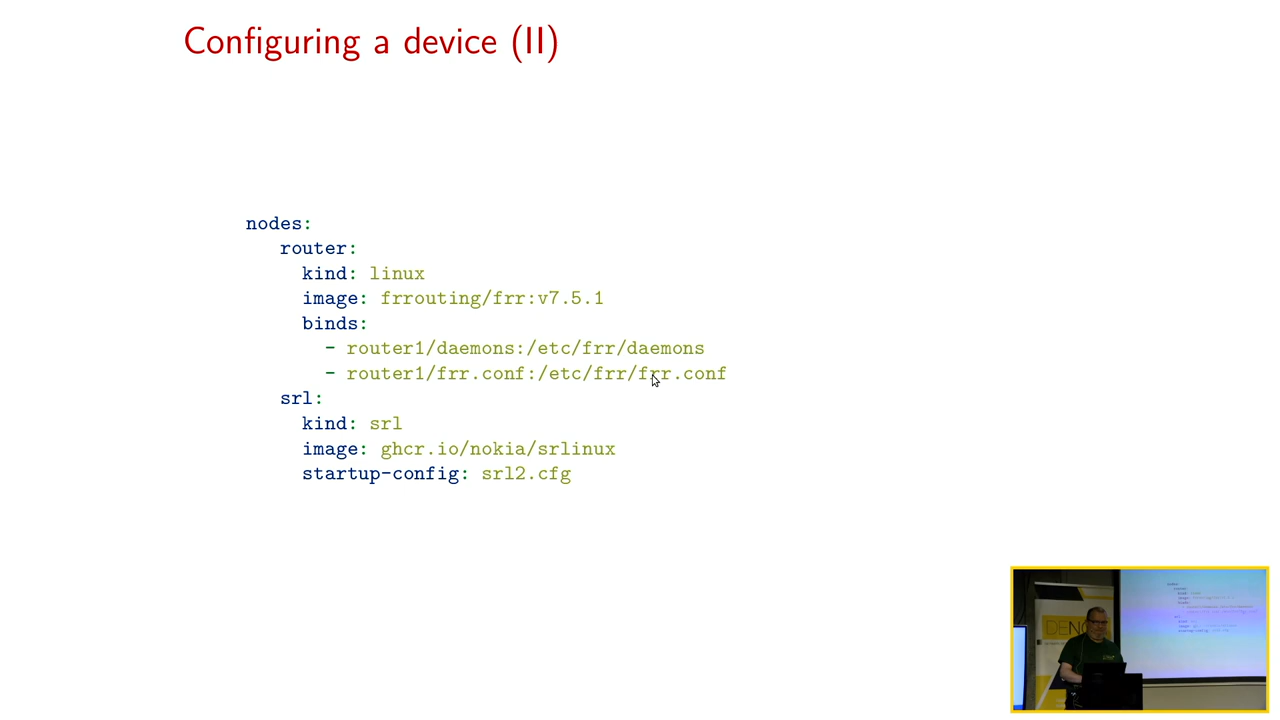 Configuring a device (II)
nodes:
router:
kind: linux
image: frrouting/frr:v7.5.1
binds:
- router1/daemons:/etc/frr/daemons
- router1/frr.conf:/etc/frr/frr.conf
srl:
kind: srl
image: ghcr.io/nokia/srlinux
startup-config: srl2.cfg